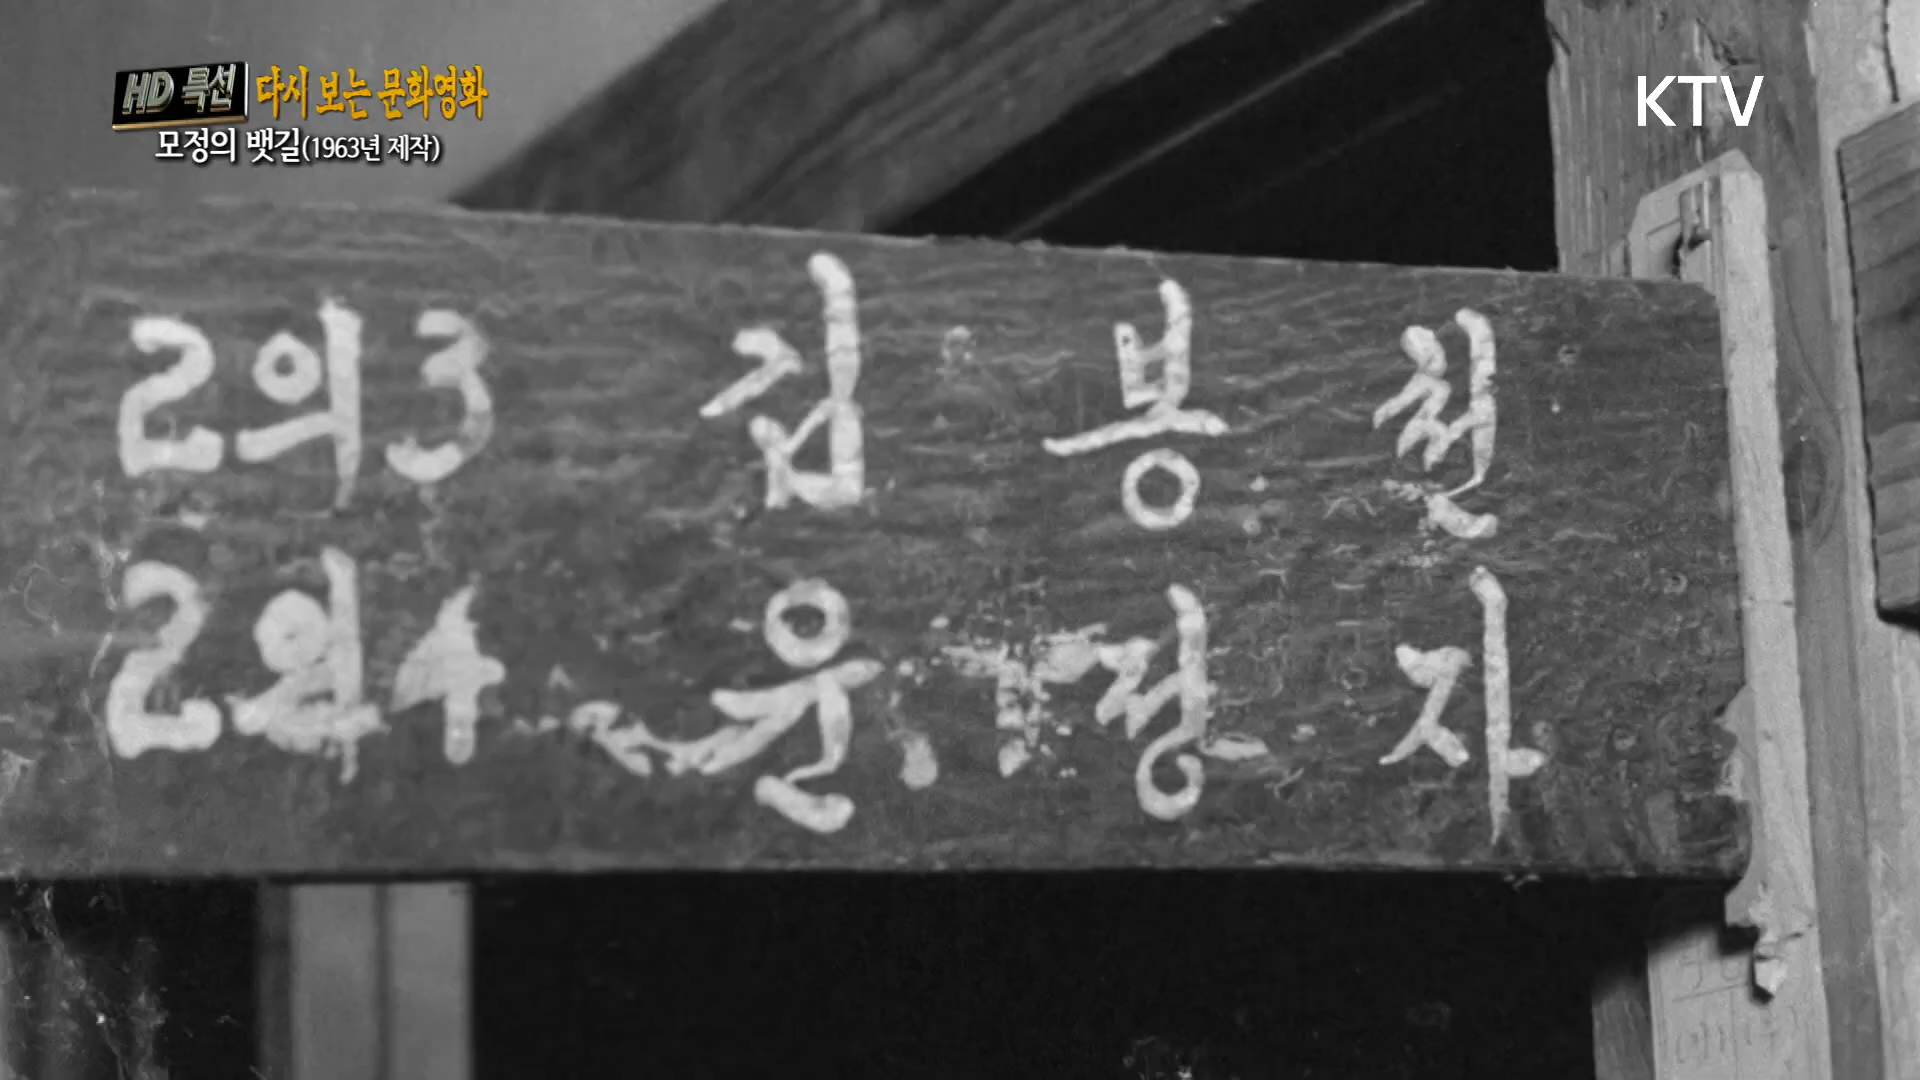 HD 특선 다시 보는 문화영화
모정의 뱃길(1963년 제작)
KTV
2의3 김 봉 철
2의4 윤 정 자